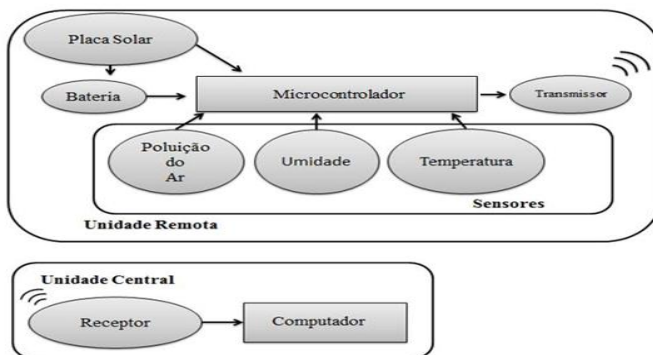 Placa Solar
Bateria
Microcontrolador
Transmissor
Poluição
do
Ar
Umidade
Temperatura
Sensores
Unidade Remota
Unidade Central
Receptor
Computador